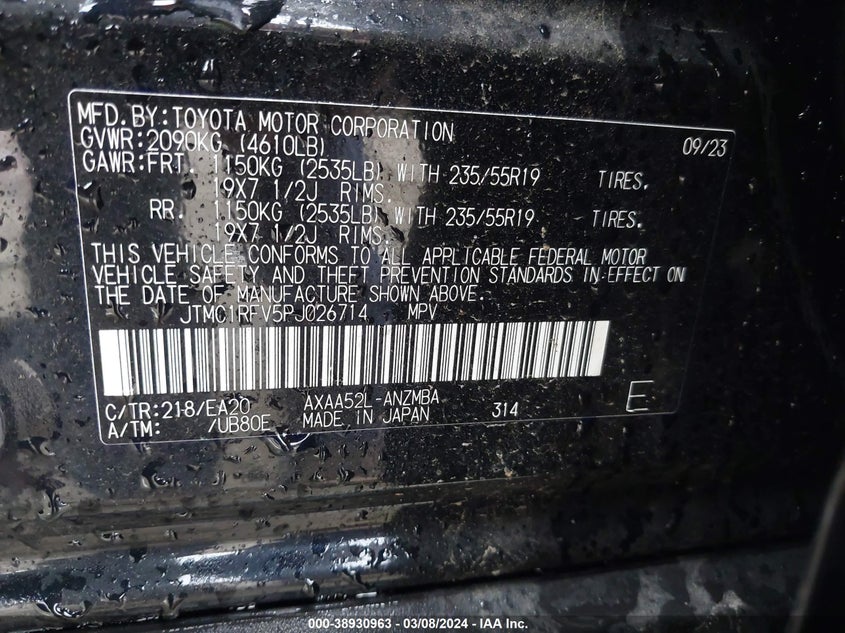 MFD. BY: TOYOTA MOTOR CORPORATION 09/23
GVWR: 2090KG (4610LB)
GAWR: FRT. 1150KG (2535LB) WITH 235/55R19 TIRES.
19X7 1/2J RIMS.
RR. 1150KG (2535LB) WITH 235/55R19 TIRES.
19X7 1/2J RIMS.
THIS VEHICLE CONFORMS TO ALL APPLICABLE FEDERAL MOTOR
VEHICLE SAFETY AND THEFT PREVENTION STANDARDS IN EFFECT ON
THE DATE OF MANUFACTURE SHOWN ABOVE.
JTMC1RFV5PJ026714 MPV
C/TR: 218/EA20 AXAA52L-ANZMBA
A/TM: /UB80E MADE IN JAPAN 314 E
000-38930963 - 03/08/2024 - IAA Inc.